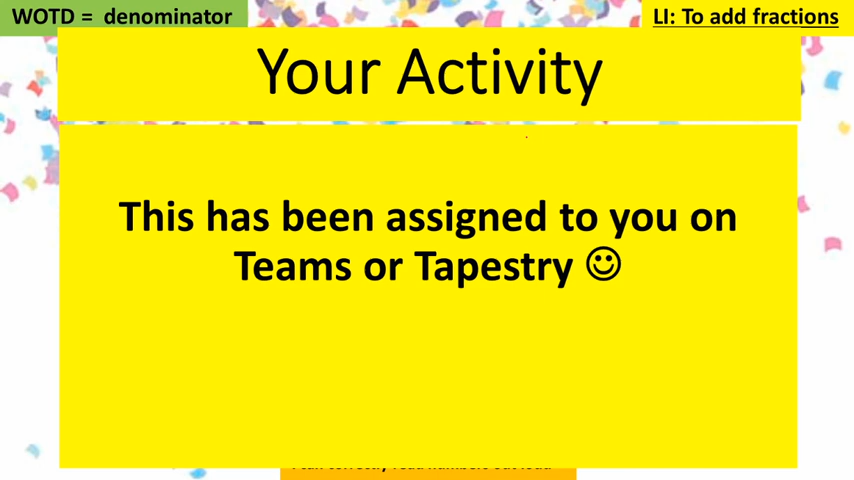 WOTD = denominator
LI: To add fractions
Your Activity
This has been assigned to you on
Teams or Tapestry ☺